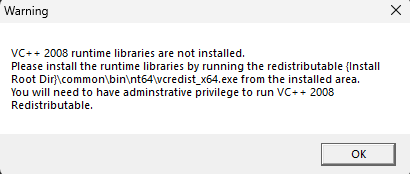 Warning
VC++ 2008 runtime libraries are not installed.
Please install the runtime libraries by running the redistributable {Install
Root Dir}\common\bin\nt64\vcredist_x64.exe from the installed area.
You will need to have adminstrative privilege to run VC++ 2008
Redistributable.
OK